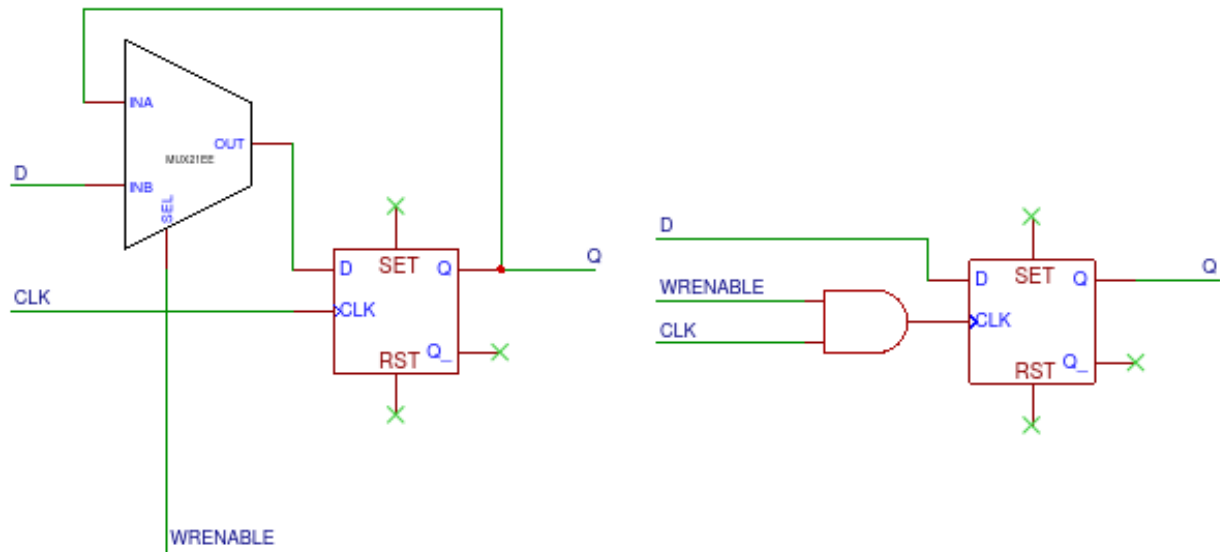 INA
OUT
MUX21EE
D
INB
SEL
D
SET
Q
Q
CLK
CLK
RST
Q_
WRENABLE
D
Q
D
SET
Q
WRENABLE
CLK
CLK
RST
Q_